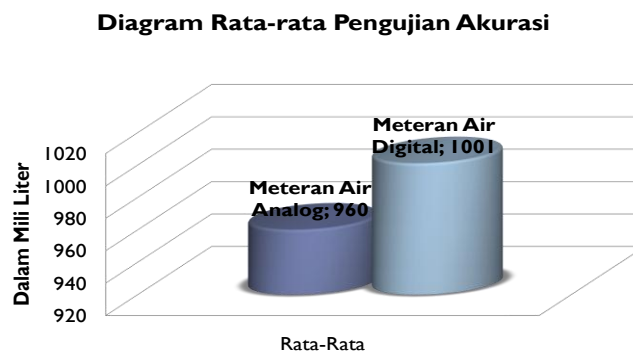 Diagram Rata-rata Pengujian Akurasi
Dalam Mili Liter
1020
1000
980
960
940
920
Meteran Air
Analog; 960
Meteran Air
Digital; 1001
Rata-Rata